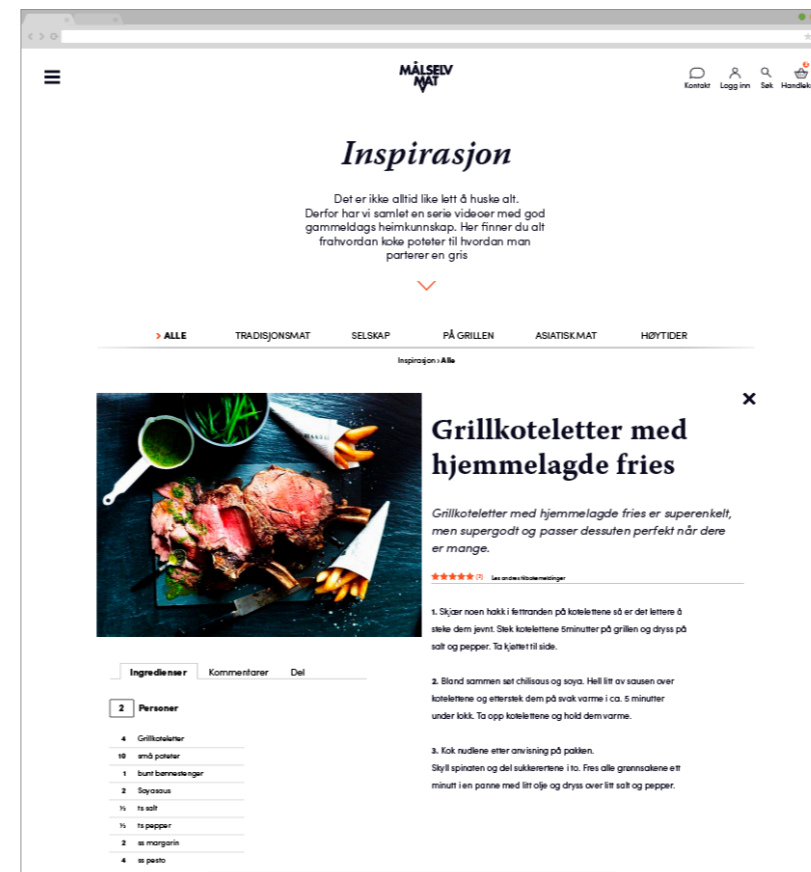 MÅLSELV
MAT
Kontakt
Logg inn
Søk
Handlek
Inspirasjon
Det er ikke alltid like lett å huske alt.
Derfor har vi samlet en serie videoer med god
gammeldags heimkunnskap. Her finner du alt
frahvordan koke poteter til hvordan man
parterer en gris
> ALLE
TRADISJONSMAT
SELSKAP
PÅ GRILLEN
ASIATISK.MAT
HØYTIDER
Inspirasjon > Alle
Grillkoteletter med
hjemmelagde fries
Grillkoteletter med hjemmelagde fries er superenkelt,
men supergodt og passer dessuten perfekt når dere
er mange.
(7) Les andres tilbakemeldinger
1. Skjær noen hakk i fettranden på kotelettene så er det lettere å
steke dem jevnt. Stek kotelettene 5minutter på grillen og dryss på
salt og pepper. Ta kjøttet til side.
2. Bland sammen søt chilisaus og soya. Hell litt av sausen over
kotelettene og etterstek dem på svak varme i ca. 5 minutter
under lokk. Ta opp kotelettene og hold dem varme.
3. Kok nudlene etter anvisning på pakken.
Skyll spinaten og del sukkerertene i to. Fres alle grønnsakene ett
minutt i en panne med litt olje og dryss over litt salt og pepper.
Ingredienser
Kommentarer
Del
2 Personer
4 Grillkoteletter
10 små poteter
1 bunt bønnestenger
2 Soyasaus
½ ts salt
½ ts pepper
2 ss margarin
4 ss pesto